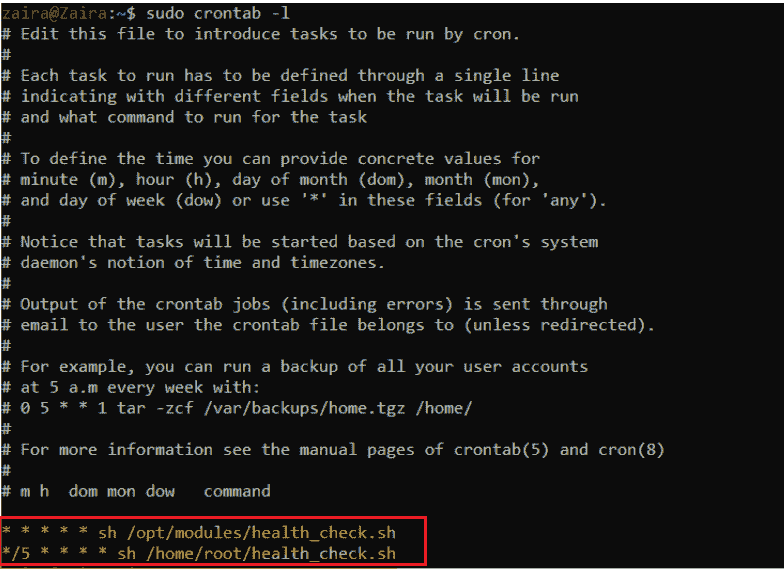 zaira@Zaira:~$ sudo crontab -l
# Edit this file to introduce tasks to be run by cron.
#
# Each task to run has to be defined through a single line
# indicating with different fields when the task will be run
# and what command to run for the task
#
# To define the time you can provide concrete values for
# minute (m), hour (h), day of month (dom), month (mon),
# and day of week (dow) or use '*' in these fields (for 'any').
#
# Notice that tasks will be started based on the cron's system
# daemon's notion of time and timezones.
#
# Output of the crontab jobs (including errors) is sent through
# email to the user the crontab file belongs to (unless redirected).
#
# For example, you can run a backup of all your user accounts
# at 5 a.m every week with:
# 0 5 * * 1 tar -zcf /var/backups/home.tgz /home/
#
# For more information see the manual pages of crontab(5) and cron(8)
#
# m h  dom mon dow   command
* * * * * sh /opt/modules/health_check.sh
*/5 * * * * sh /home/root/health_check.sh